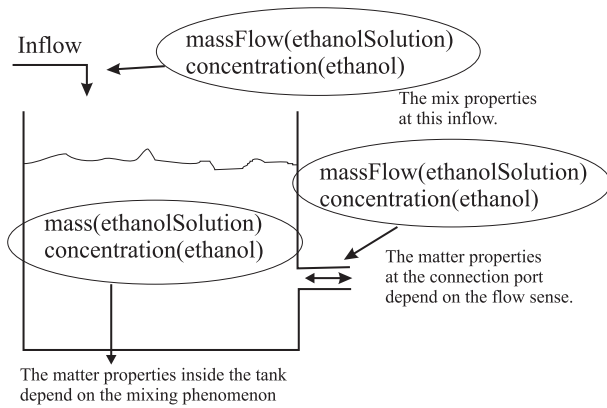 Inflow
massFlow(ethanolSolution)
concentration(ethanol)
The mix properties
at this inflow.
massFlow(ethanolSolution)
concentration(ethanol)
mass(ethanolSolution)
concentration(ethanol)
The matter properties
at the connection port
depend on the flow sense.
The matter properties inside the tank
depend on the mixing phenomenon